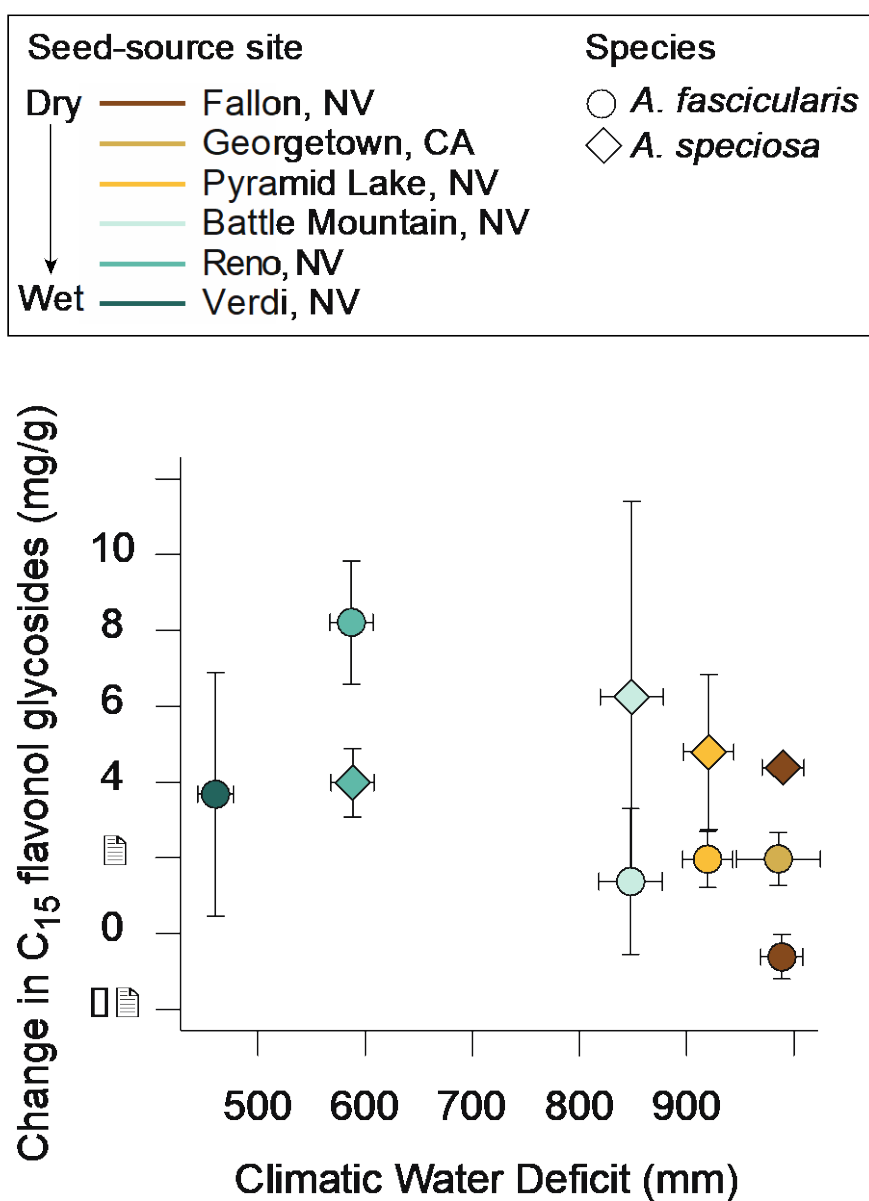 Seed-source site
Species
Dry
Fallon, NV
Georgetown, CA
Pyramid Lake, NV
Battle Mountain, NV
Reno, NV
Wet
Verdi, NV
A. fascicularis
A. speciosa
Change in C15 flavonol glycosides (mg/g)
10
8
6
4
0
500
600
700
800
900
Climatic Water Deficit (mm)